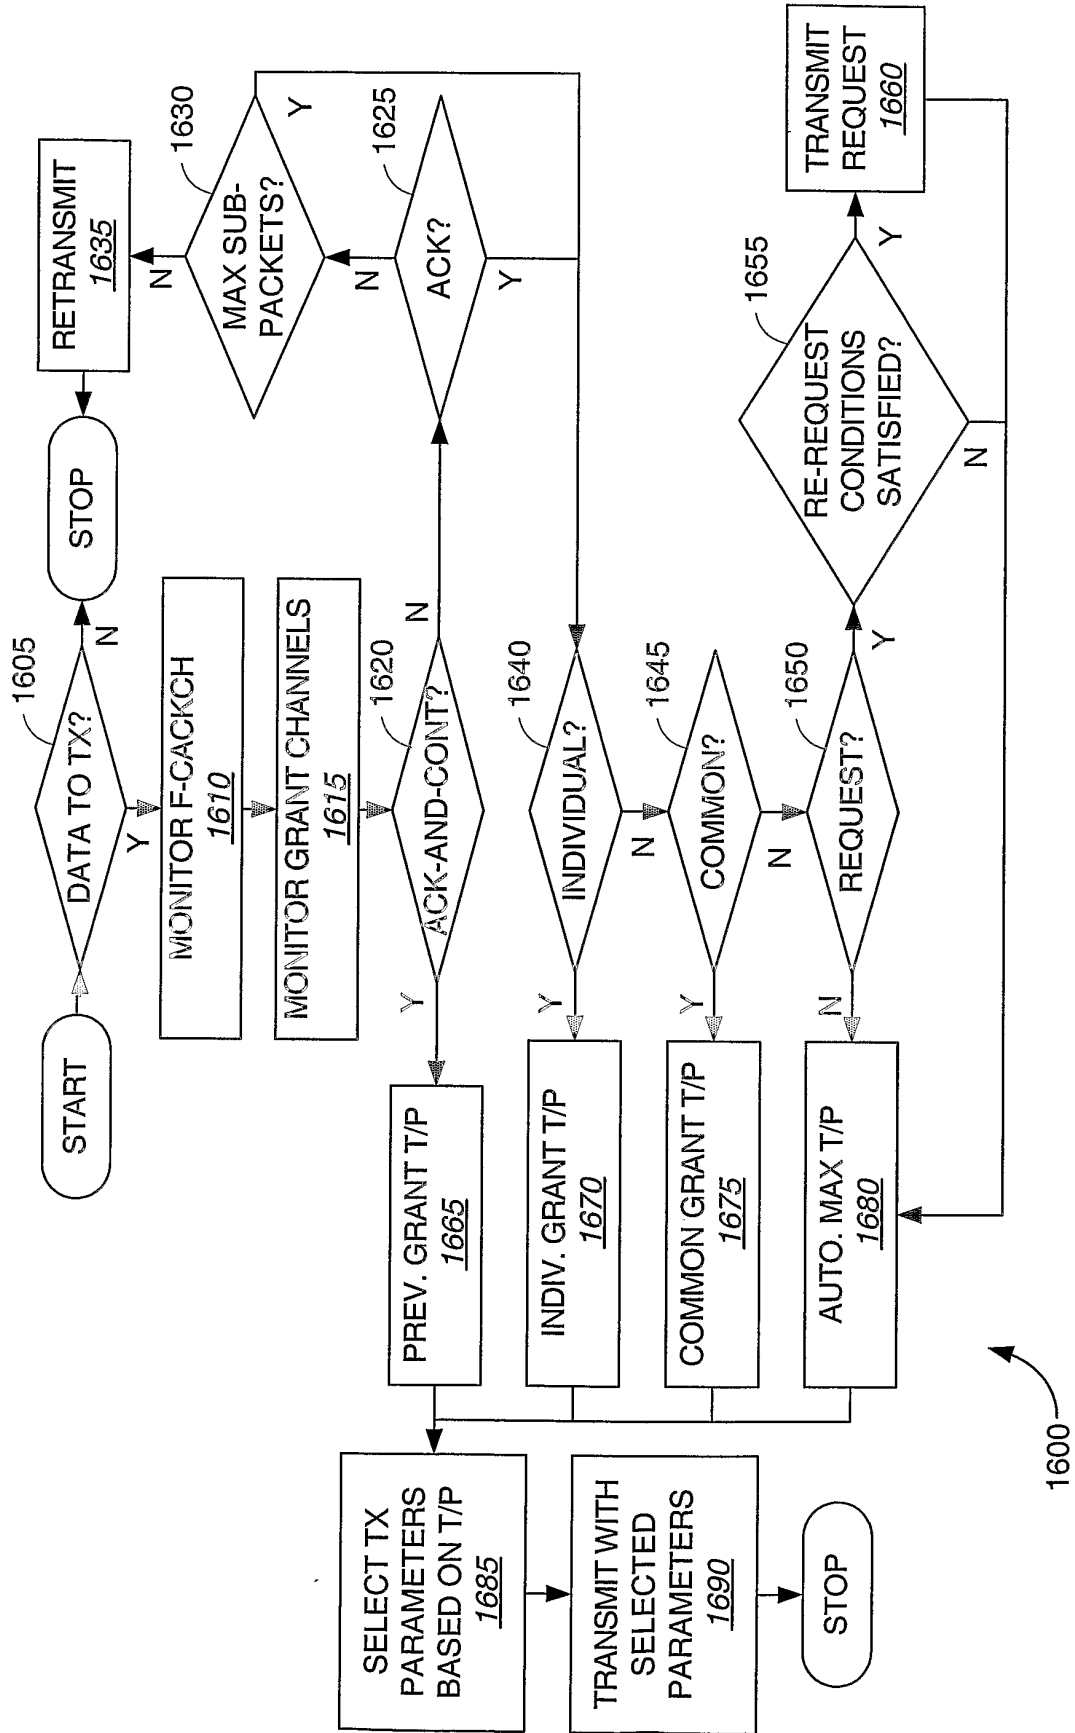 START
DATA TO TX?
1605
N
STOP
Y
MONITOR F-CACKCH
1610
MONITOR GRANT CHANNELS
1615
ACK-AND-CONT?
1620
Y
N
ACK?
1625
N
Y
MAX SUB-
PACKETS?
1630
N
Y
RETRANSMIT
1635
PREV. GRANT T/P
1665
INDIVIDUAL?
1640
Y
N
INDIV. GRANT T/P
1670
COMMON?
1645
Y
N
COMMON GRANT T/P
1675
REQUEST?
1650
N
Y
AUTO. MAX T/P
1680
RE-REQUEST
CONDITIONS
SATISFIED?
1655
Y
N
TRANSMIT
REQUEST
1660
SELECT TX
PARAMETERS
BASED ON T/P
1685
TRANSMIT WITH
SELECTED
PARAMETERS
1690
STOP
1600